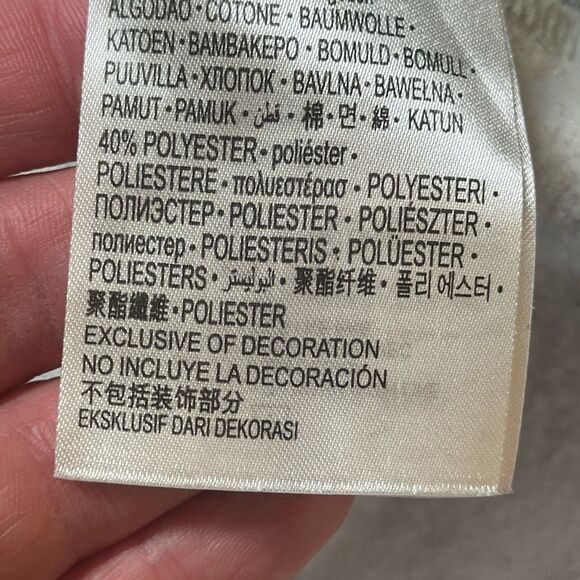 ALGODÃO • COTONE • BAUMWOLLE •
KATOEN • ΒΑΜΒΑΚΕΡΟ • BOMULD • BOMULL •
PUUVILLA • ХЛОПОК • BAVLNA • BAWEŁNA •
PAMUT • PAMUK • قطن • 棉 • 면 • 綿 • KATUN
40% POLYESTER • poliéster •
POLIESTERE • πολυεστέρασ • POLYESTERI •
ПОЛИЭСТЕР • POLIESTER • POLIÉSZTER •
полиестер • POLIESTERIS • POLÜESTER •
POLIESTERS • البوليستر • 聚酯纤维 • 폴리 에스터 •
聚酯纖維 • POLIESTER
EXCLUSIVE OF DECORATION
NO INCLUYE LA DECORACIÓN
不包括装饰部分
EKSKLUSIF DARI DEKORASI